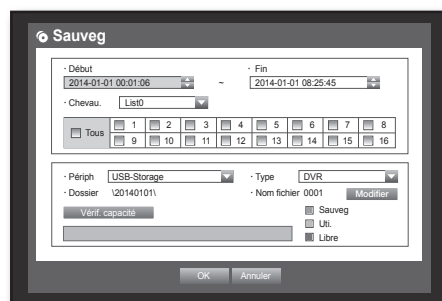 Sauveg
· Début
· Fin
2014-01-01 00:01:06 ~ 2014-01-01 08:25:45
· Chevau. List0
Tous
1 2 3 4 5 6 7 8
9 10 11 12 13 14 15 16
· Périph USB-Storage
· Type DVR
· Dossier \20140101\
· Nom fichier 0001 Modifier
Vérif. capacité
Sauveg
Uti.
Libre
OK Annuler